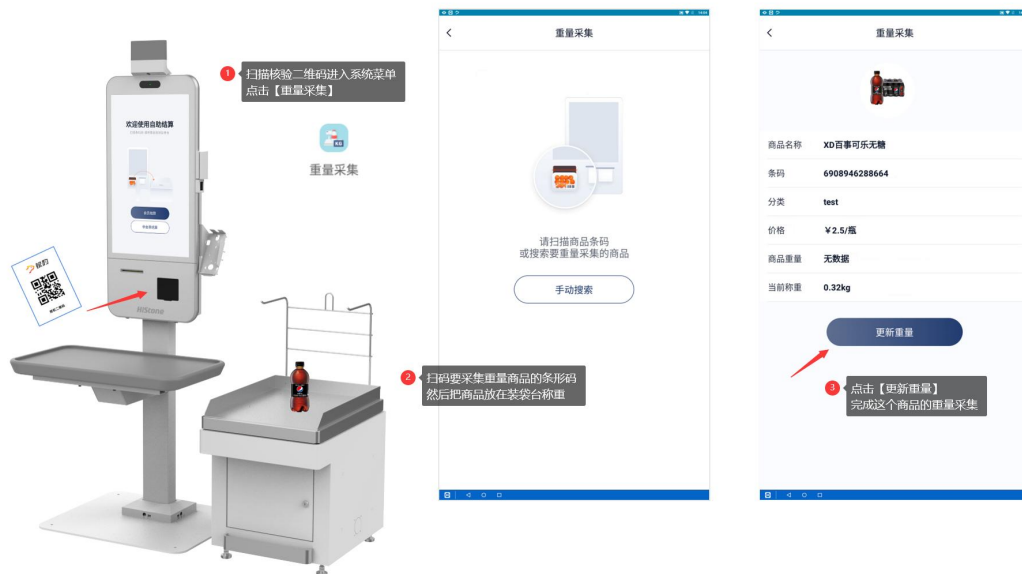 1 扫描核验二维码进入系统菜单
点击【重量采集】
重量采集
欢迎使用自助结算
HiStone
2 扫码要采集重量商品的条形码
然后把商品放在装袋台称重
重量采集
请扫描商品条码
或搜索要重量采集的商品
手动搜索
重量采集
商品名称 XD百事可乐无糖
条码 6908946288664
分类 test
价格 ￥2.5/瓶
商品重量 无数据
当前称重 0.32kg
更新重量
3 点击【更新重量】
完成这个商品的重量采集